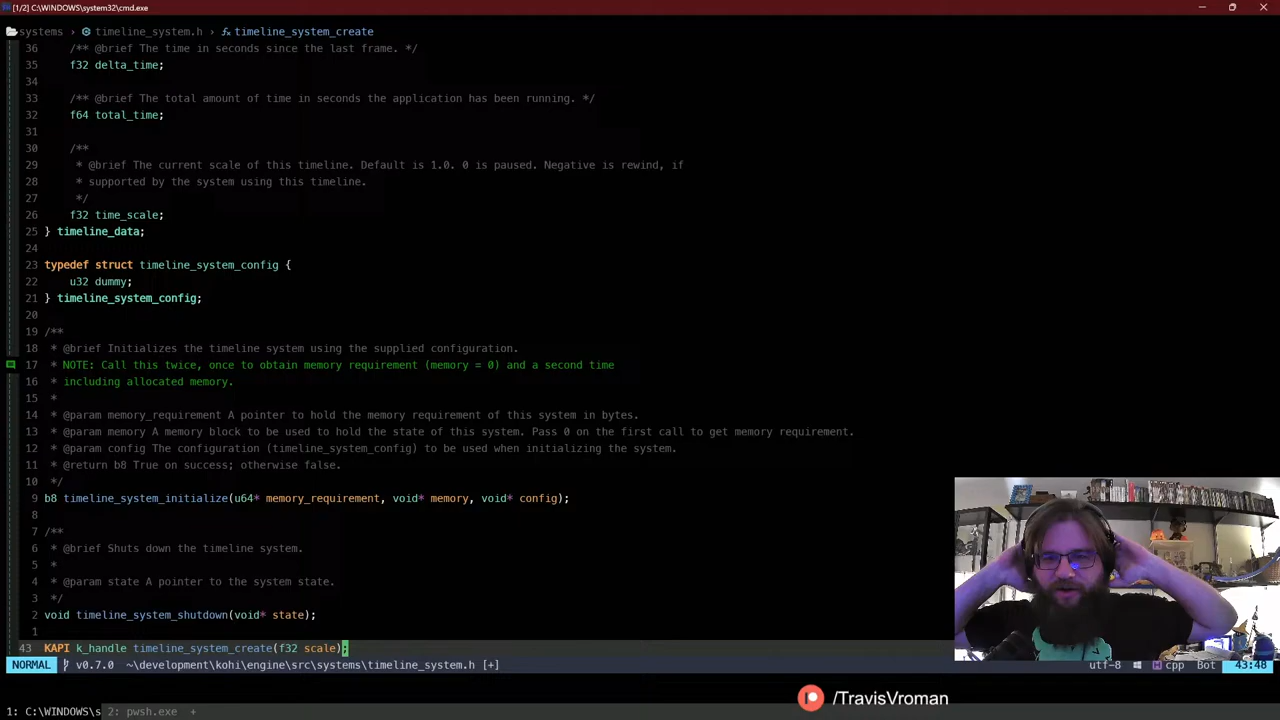 [1/2] C:\WINDOWS\system32\cmd.exe
systems › timeline_system.h › timeline_system_create
36 /** @brief The time in seconds since the last frame. */
35 f32 delta_time;
34
33 /** @brief The total amount of time in seconds the application has been running. */
32 f64 total_time;
31
30 /**
29 * @brief The current scale of this timeline. Default is 1.0. 0 is paused. Negative is rewind, if
28 * supported by the system using this timeline.
27 */
26 f32 time_scale;
25 } timeline_data;
24
23 typedef struct timeline_system_config {
22 u32 dummy;
21 } timeline_system_config;
20
19 /**
18 * @brief Initializes the timeline system using the supplied configuration.
17 * NOTE: Call this twice, once to obtain memory requirement (memory = 0) and a second time
16 * including allocated memory.
15 *
14 * @param memory_requirement A pointer to hold the memory requirement of this system in bytes.
13 * @param memory A memory block to be used to hold the state of this system. Pass 0 on the first call to get memory requirement.
12 * @param config The configuration (timeline_system_config) to be used when initializing the system.
11 * @return b8 True on success; otherwise false.
10 */
9 b8 timeline_system_initialize(u64* memory_requirement, void* memory, void* config);
8
7 /**
6 * @brief Shuts down the timeline system.
5 *
4 * @param state A pointer to the system state.
3 */
2 void timeline_system_shutdown(void* state);
1
43 KAPI k_handle timeline_system_create(f32 scale);
NORMAL v0.7.0 ~\development\kohi\engine\src\systems\timeline_system.h [+] utf-8 cpp Bot 43:48
/TravisVroman
1: C:\WINDOWS\s 2: pwsh.exe +